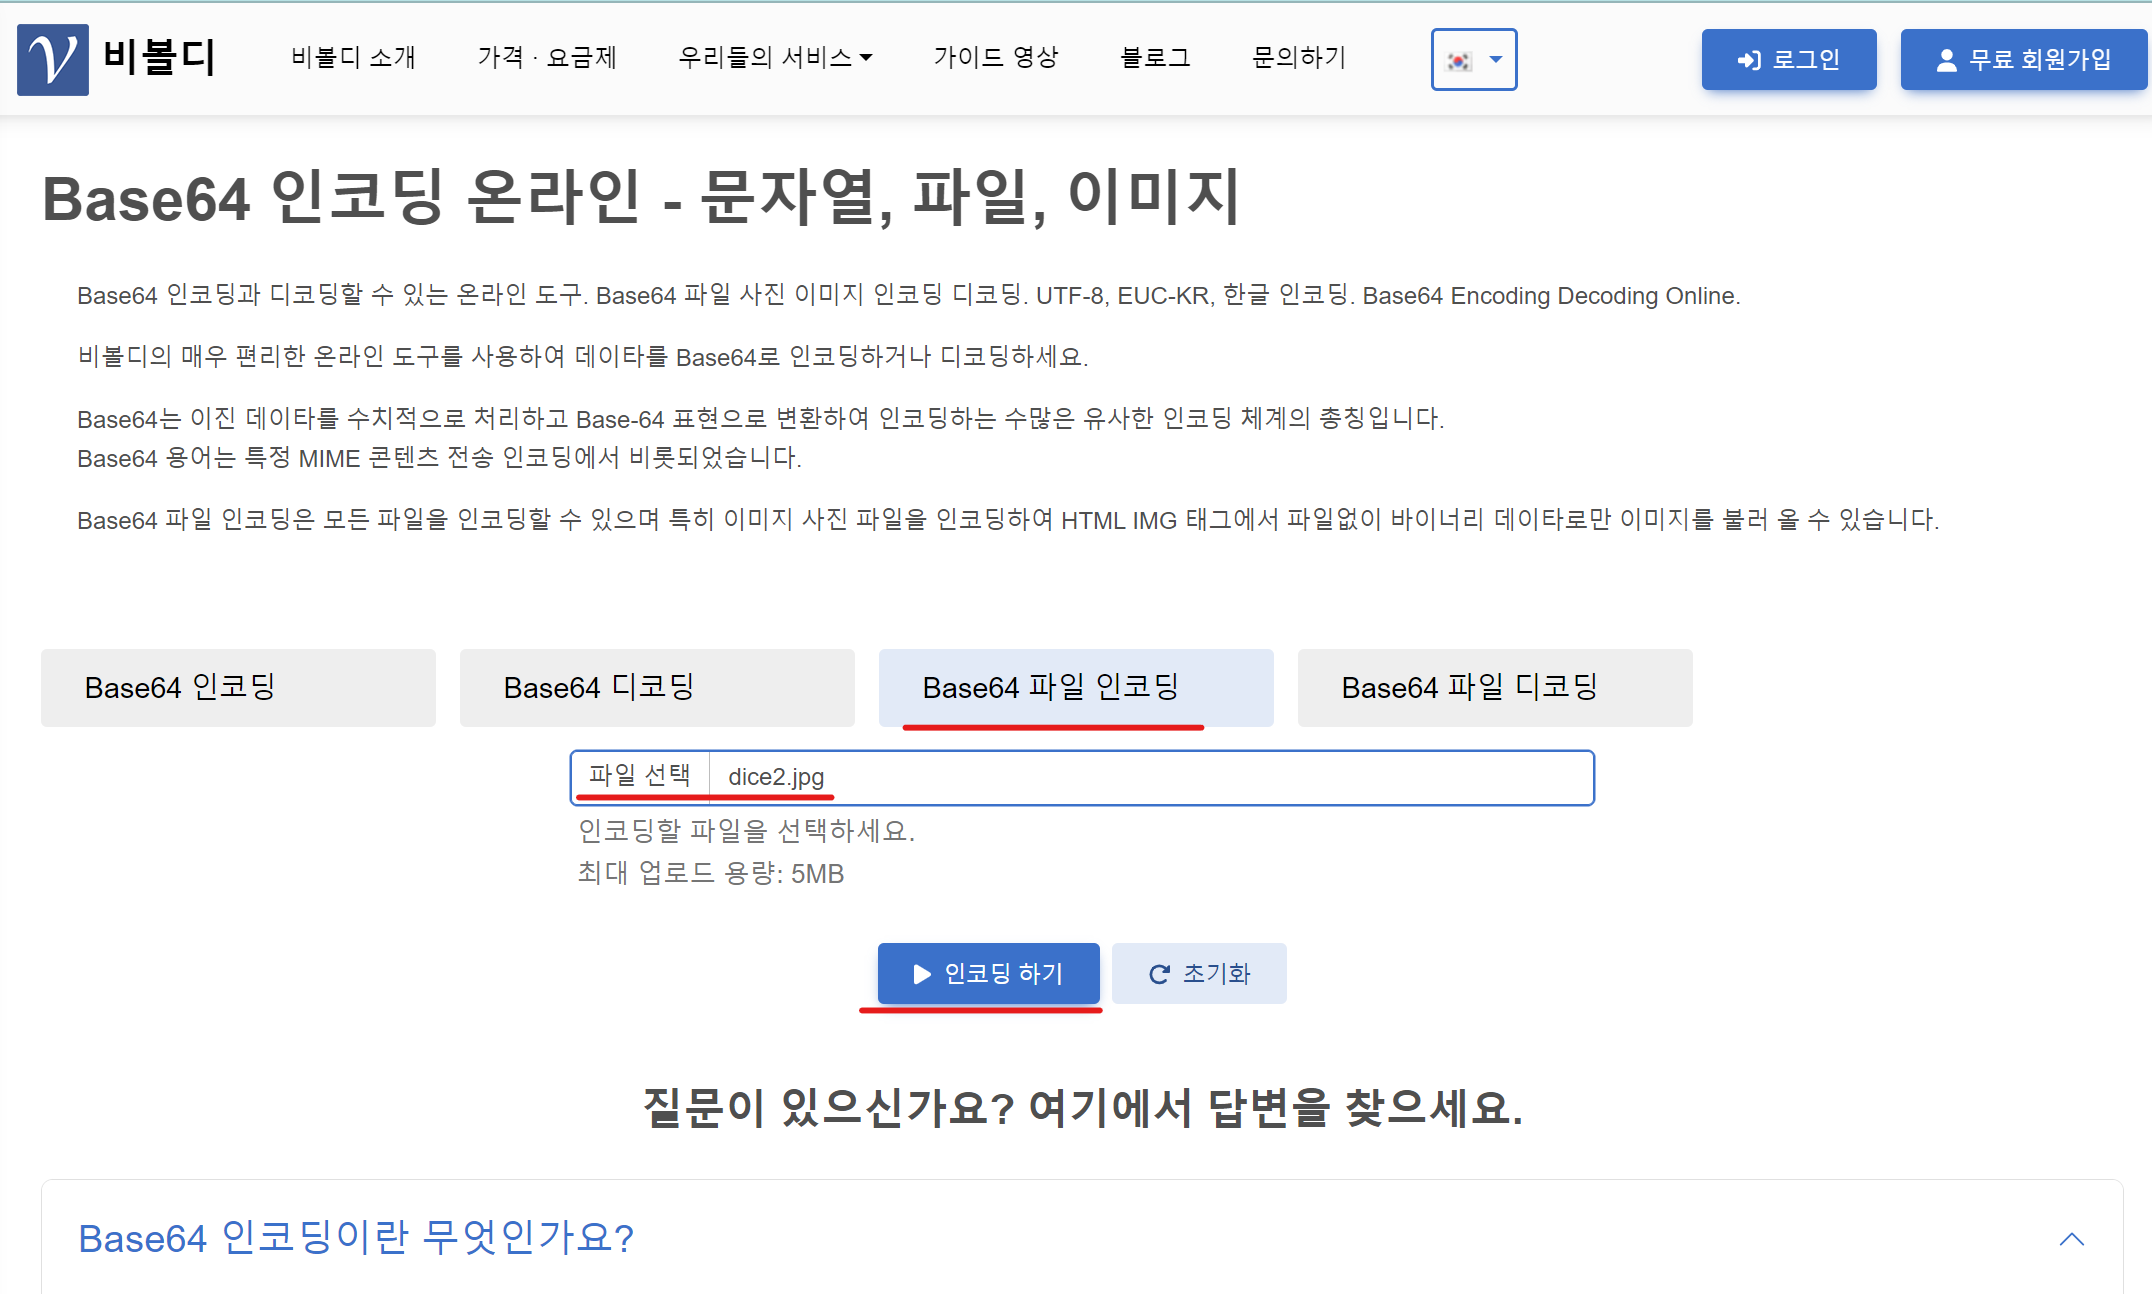 V 비볼디 비볼디 소개 가격 · 요금제 우리들의 서비스 가이드 영상 블로그 문의하기 로그인 무료 회원가입
Base64 인코딩 온라인 - 문자열, 파일, 이미지
Base64 인코딩과 디코딩할 수 있는 온라인 도구. Base64 파일 사진 이미지 인코딩 디코딩. UTF-8, EUC-KR, 한글 인코딩. Base64 Encoding Decoding Online.
비볼디의 매우 편리한 온라인 도구를 사용하여 데이타를 Base64로 인코딩하거나 디코딩하세요.
Base64는 이진 데이타를 수치적으로 처리하고 Base-64 표현으로 변환하여 인코딩하는 수많은 유사한 인코딩 체계의 총칭입니다.
Base64 용어는 특정 MIME 콘텐츠 전송 인코딩에서 비롯되었습니다.
Base64 파일 인코딩은 모든 파일을 인코딩할 수 있으며 특히 이미지 사진 파일을 인코딩하여 HTML IMG 태그에서 파일없이 바이너리 데이타로만 이미지를 불러 올 수 있습니다.
Base64 인코딩 Base64 디코딩 Base64 파일 인코딩 Base64 파일 디코딩
파일 선택 dice2.jpg
인코딩할 파일을 선택하세요.
최대 업로드 용량: 5MB
인코딩 하기 초기화
질문이 있으신가요? 여기에서 답변을 찾으세요.
Base64 인코딩이란 무엇인가요?